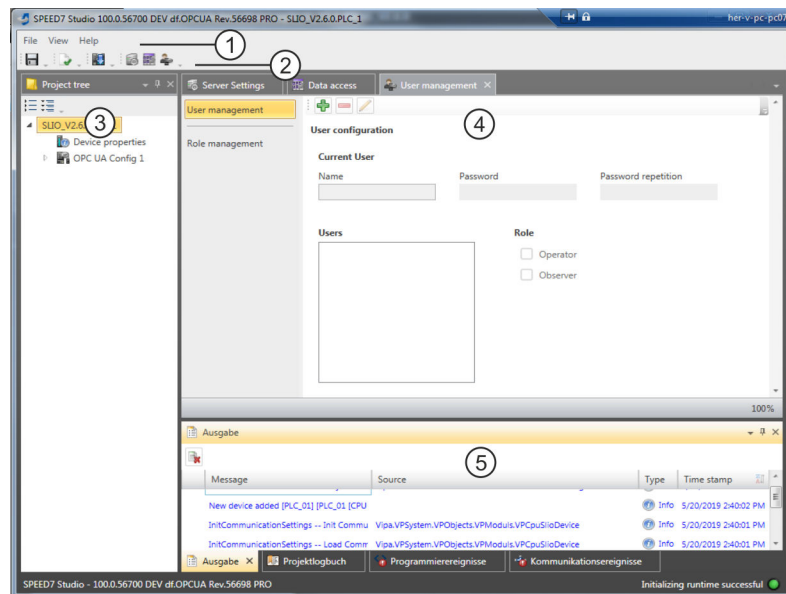 SPEED7 Studio 100.0.56700 DEV df.OPCUA Rev.56698 PRO - SLIO_V2.6.0.PLC_1 her-v-pc-pc07
File View Help
1
2
Project tree
Server Settings Data access User management
3
SLIO_V2.6.
Device properties
OPC UA Config 1
User management
Role management
4
User configuration
Current User
Name Password Password repetition
Users Role
Operator
Observer
100%
Ausgabe
5
Message Source Type Time stamp
New device added [PLC_01] [PLC_01 [CPU Info 5/20/2019 2:40:02 PM
InitCommunicationSettings -- Init Commu Vipa.VPSystem.VPObjects.VPModuls.VPCpuSlioDevice Info 5/20/2019 2:40:01 PM
InitCommunicationSettings -- Load Comm Vipa.VPSystem.VPObjects.VPModuls.VPCpuSlioDevice Info 5/20/2019 2:40:01 PM
Ausgabe Projektlogbuch Programmierereignisse Kommunikationsereignisse
SPEED7 Studio - 100.0.56700 DEV df.OPCUA Rev.56698 PRO Initializing runtime successful